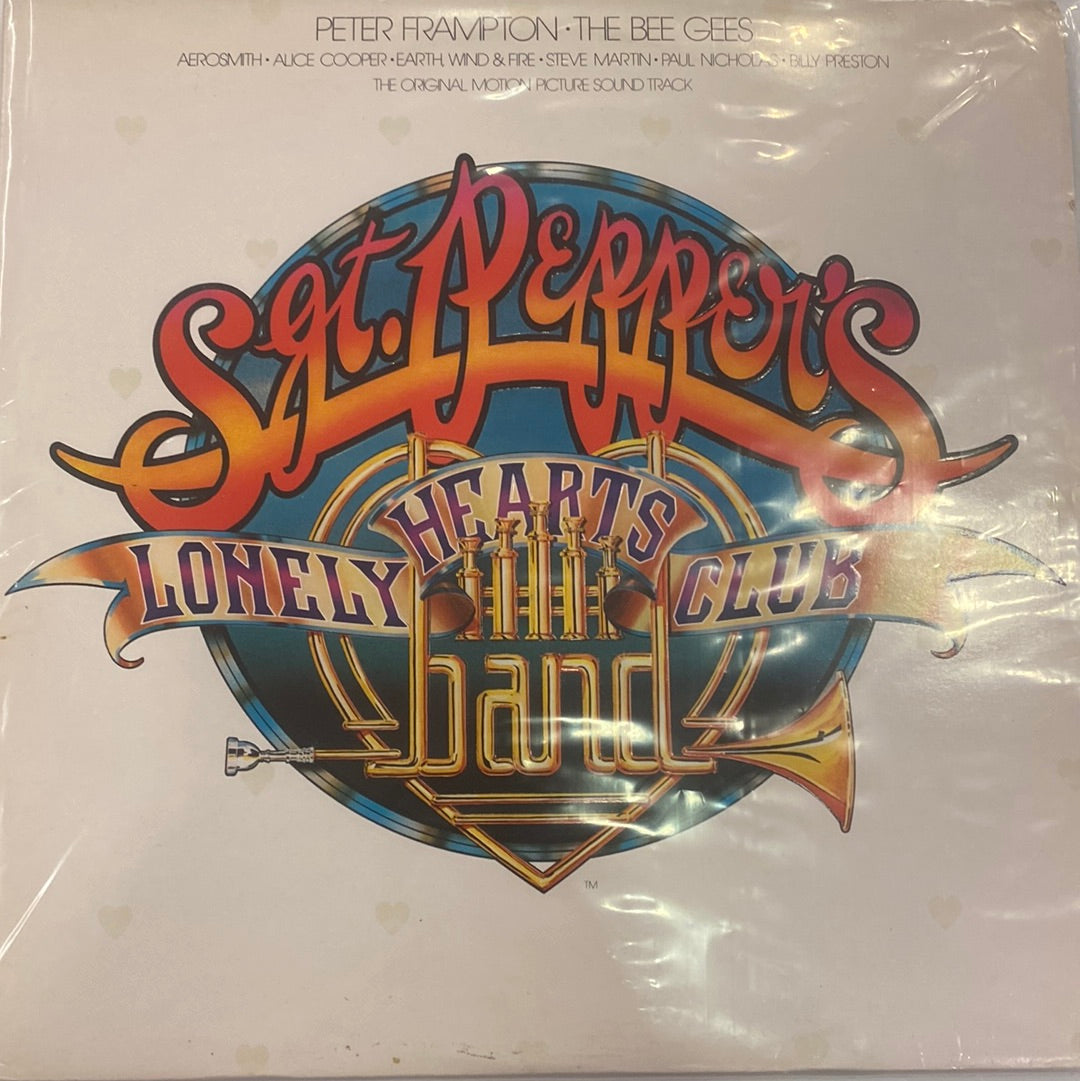 PETER FRAMPTON • THE BEE GEES
AEROSMITH • ALICE COOPER • EARTH, WIND & FIRE • STEVE MARTIN • PAUL NICHOLAS • BILLY PRESTON
THE ORIGINAL MOTION PICTURE SOUND TRACK
Sgt. Pepper's
LONELY HEARTS CLUB
band
TM